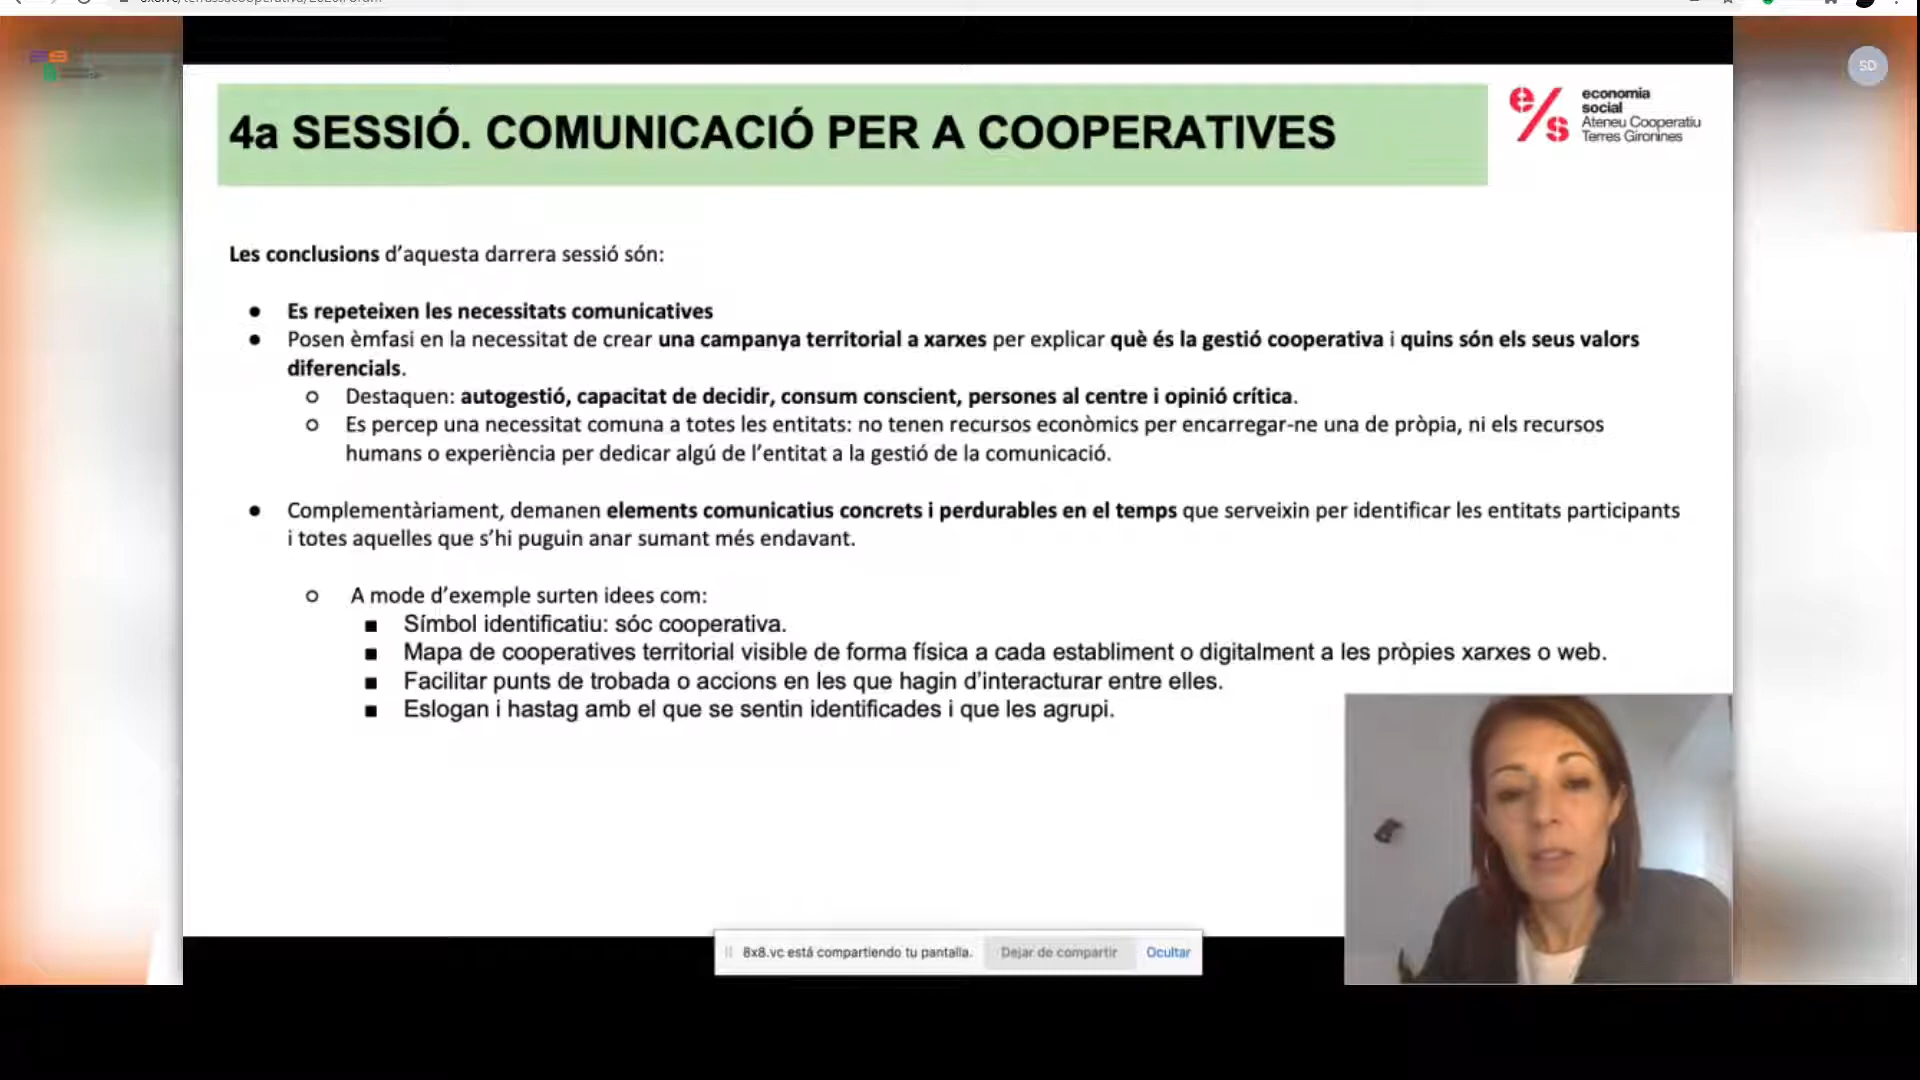 4a SESSIÓ. COMUNICACIÓ PER A COOPERATIVES
e/s
economia
social
Ateneu Cooperatiu
Terres Gironines
SD
Les conclusions d’aquesta darrera sessió són:
● Es repeteixen les necessitats comunicatives
● Posen èmfasi en la necessitat de crear una campanya territorial a xarxes per explicar què és la gestió cooperativa i quins són els seus valors
diferencials.
○ Destaquen: autogestió, capacitat de decidir, consum conscient, persones al centre i opinió crítica.
○ Es percep una necessitat comuna a totes les entitats: no tenen recursos econòmics per encarregar-ne una de pròpia, ni els recursos
humans o experiència per dedicar algú de l’entitat a la gestió de la comunicació.
● Complementàriament, demanen elements comunicatius concrets i perdurables en el temps que serveixin per identificar les entitats participants
i totes aquelles que s’hi puguin anar sumant més endavant.
○ A mode d’exemple surten idees com:
■ Símbol identificatiu: sóc cooperativa.
■ Mapa de cooperatives territorial visible de forma física a cada establiment o digitalment a les pròpies xarxes o web.
■ Facilitar punts de trobada o accions en les que hagin d’interacturar entre elles.
■ Eslogan i hastag amb el que se sentin identificades i que les agrupi.
8x8.vc está compartiendo tu pantalla. Dejar de compartir Ocultar